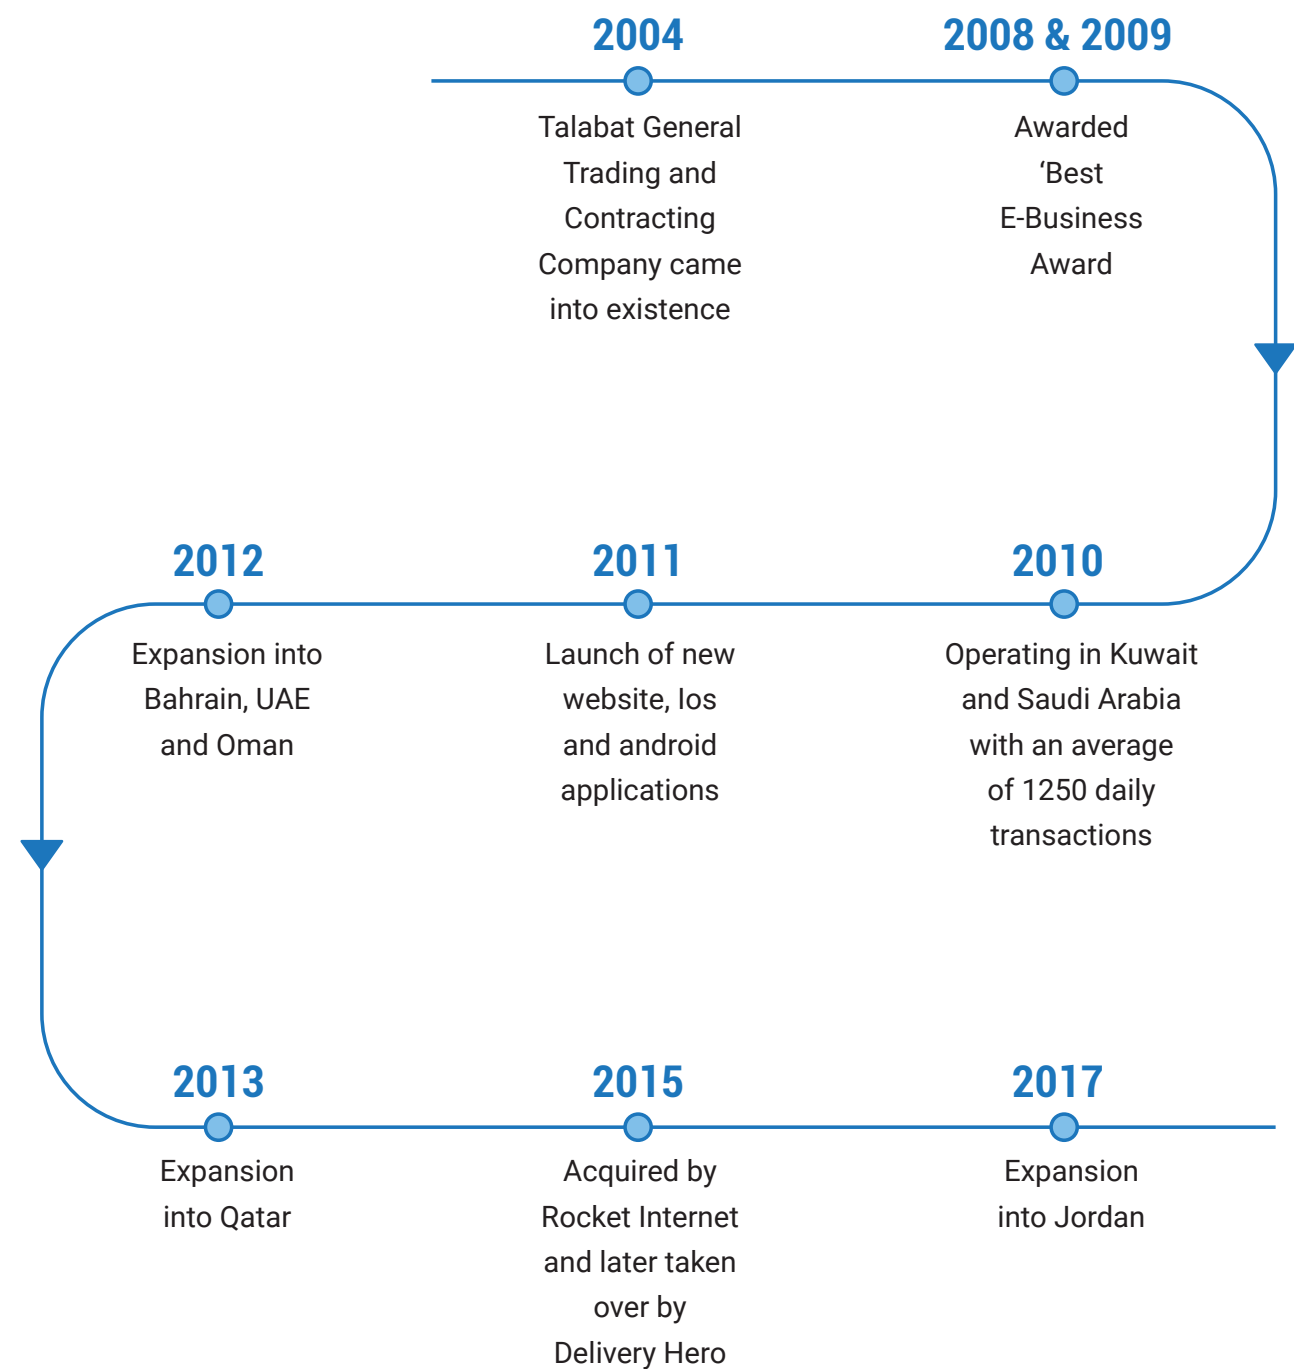 2004
Talabat General
Trading and
Contracting
Company came
into existence
2008 & 2009
Awarded
‘Best
E-Business
Award
2010
Operating in Kuwait
and Saudi Arabia
with an average
of 1250 daily
transactions
2011
Launch of new
website, Ios
and android
applications
2012
Expansion into
Bahrain, UAE
and Oman
2013
Expansion
into Qatar
2015
Acquired by
Rocket Internet
and later taken
over by
Delivery Hero
2017
Expansion
into Jordan